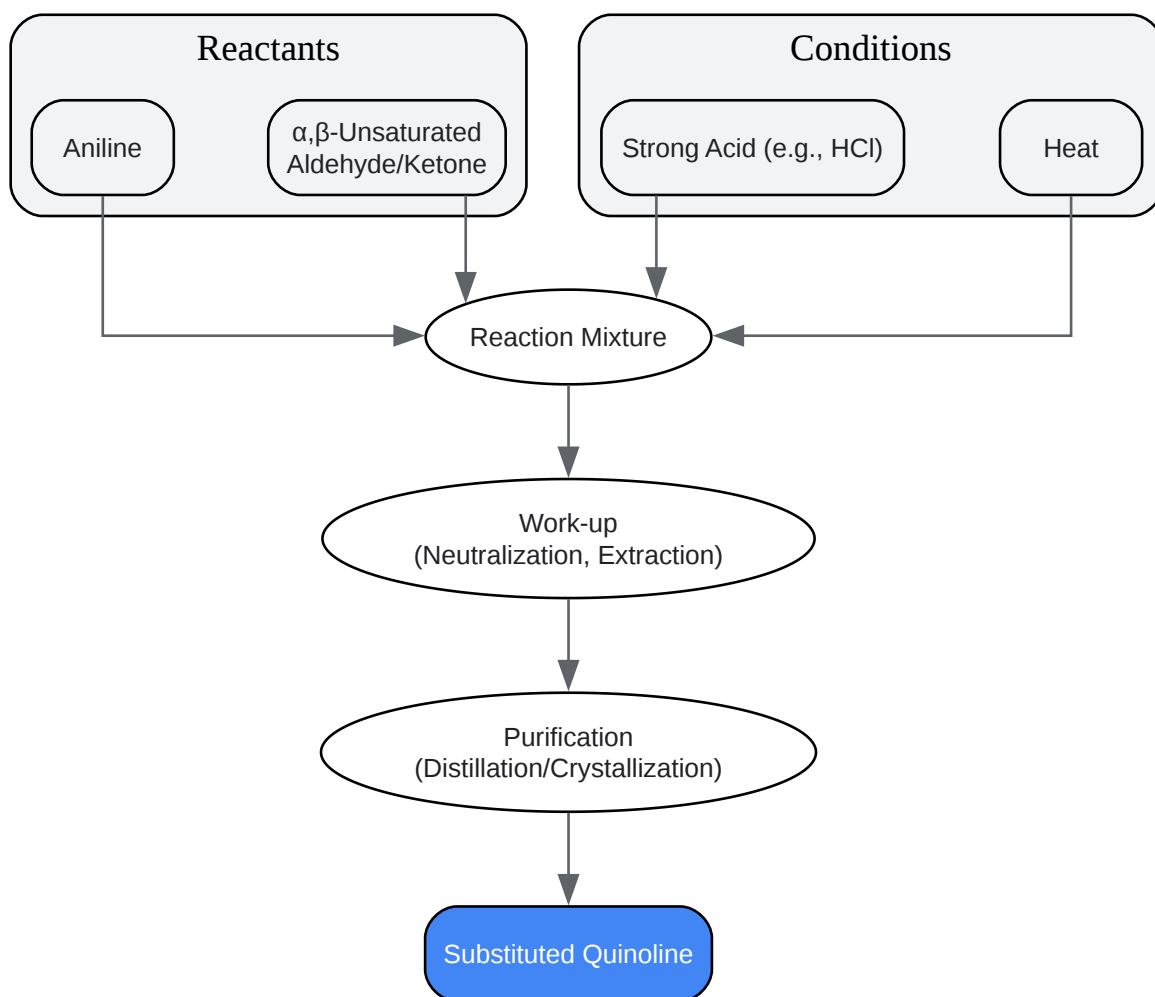 Reactants
Conditions
Aniline
α,β-Unsaturated
Aldehyde/Ketone
Strong Acid (e.g., HCl)
Heat
Reaction Mixture
Work-up
(Neutralization, Extraction)
Purification
(Distillation/Crystallization)
Substituted Quinoline